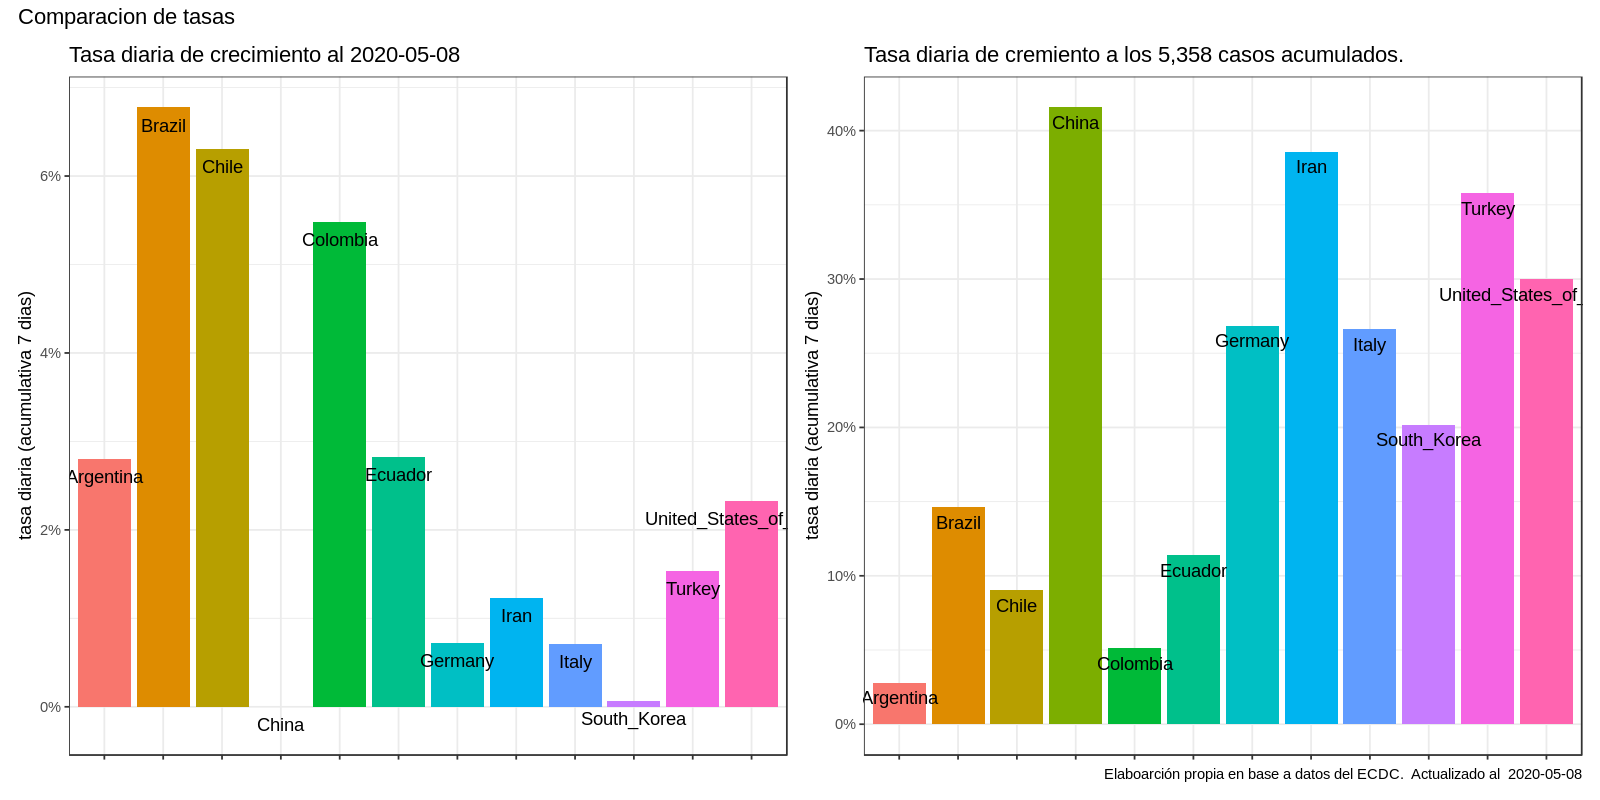 Comparacion de tasas
Tasa diaria de crecimiento al 2020-05-08
tasa diaria (acumulativa 7 dias)
6%
4%
2%
0%
Argentina
Brazil
Chile
China
Colombia
Ecuador
Germany
Iran
Italy
South_Korea
Turkey
United_States_of_
Tasa diaria de cremiento a los 5,358 casos acumulados.
tasa diaria (acumulativa 7 dias)
40%
30%
20%
10%
0%
Argentina
Brazil
Chile
China
Colombia
Ecuador
Germany
Iran
Italy
South_Korea
Turkey
United_States_of_
Elaboarción propia en base a datos del ECDC.  Actualizado al  2020-05-08